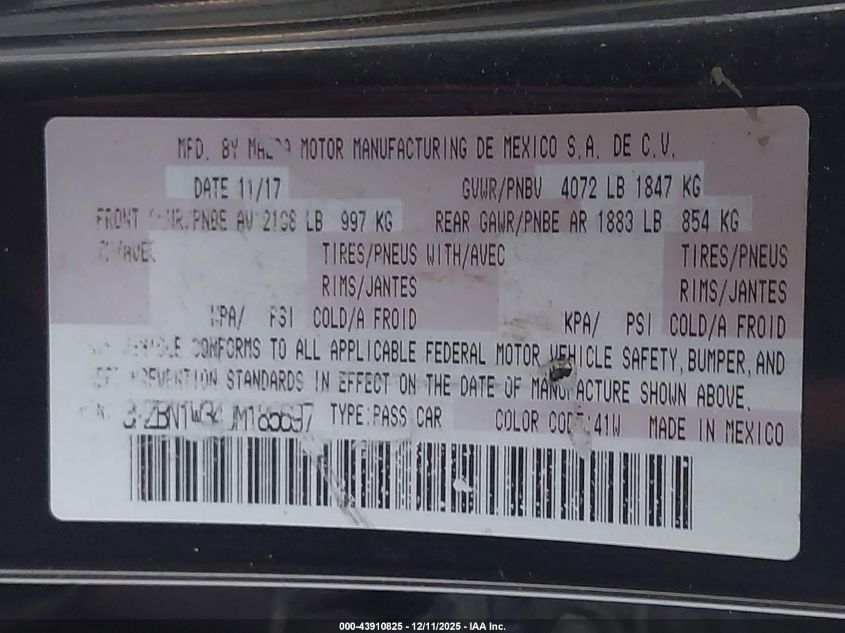 MFD. BY MAZDA MOTOR MANUFACTURING DE MEXICO S.A. DE C.V.
DATE 11/17 GVWR/PNBV 4072 LB 1847 KG
FRONT GAWR/PNBE AV 2198 LB 997 KG REAR GAWR/PNBE AR 1883 LB 854 KG
/AVEC TIRES/PNEUS WITH/AVEC TIRES/PNEUS
RIMS/JANTES RIMS/JANTES
KPA/ PSI COLD/A FROID KPA/ PSI COLD/A FROID
VEHICLE CONFORMS TO ALL APPLICABLE FEDERAL MOTOR VEHICLE SAFETY, BUMPER, AND
PREVENTION STANDARDS IN EFFECT ON THE DATE OF MANUFACTURE SHOWN ABOVE.
TYPE:PASS CAR COLOR CODE:41W MADE IN MEXICO
000-43910825 - 12/11/2025 - IAA Inc.